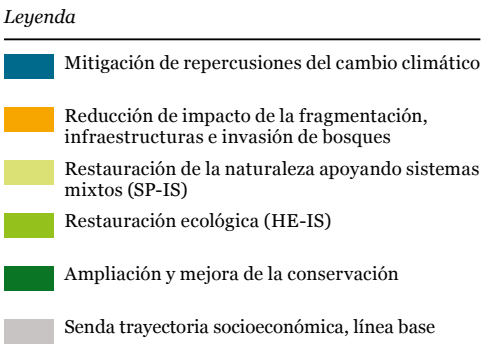 Leyenda
Mitigación de repercusiones del cambio climático
Reducción de impacto de la fragmentación,
infraestructuras e invasión de bosques
Restauración de la naturaleza apoyando sistemas
mixtos (SP-IS)
Restauración ecológica (HE-IS)
Ampliación y mejora de la conservación
Senda trayectoria socioeconómica, línea base